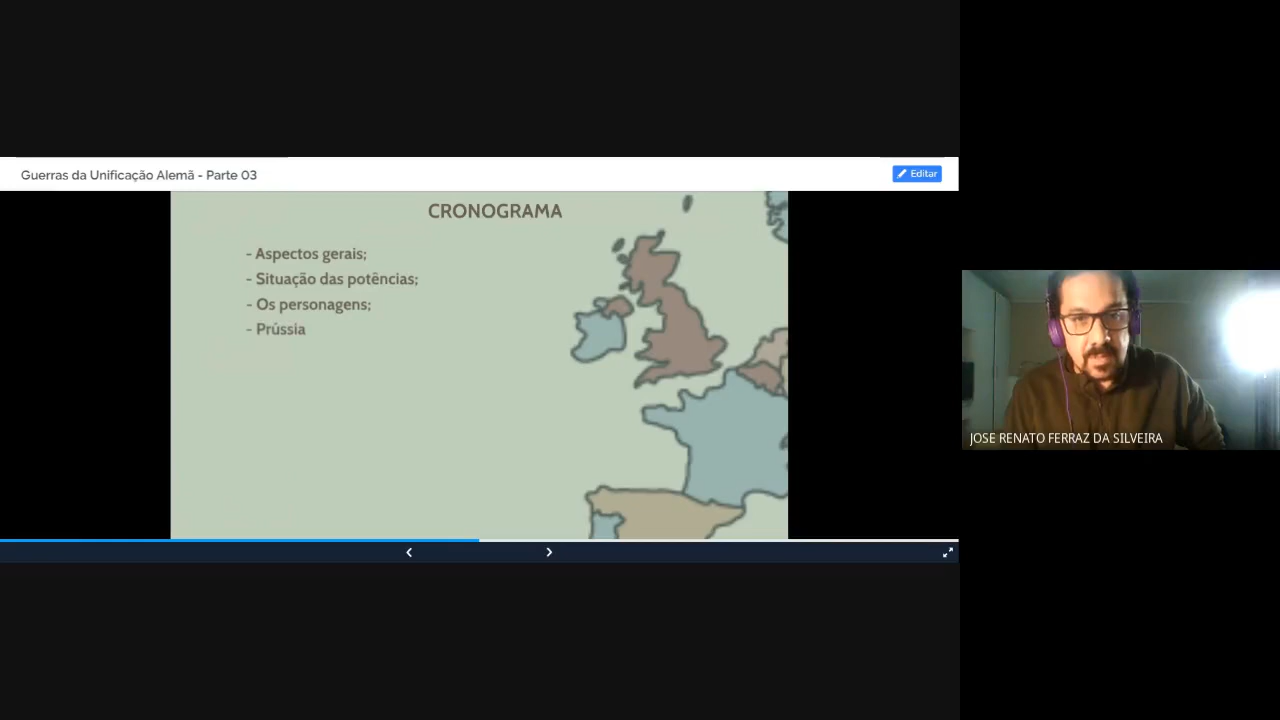 Guerras da Unificação Alemã - Parte 03
Editar
CRONOGRAMA
- Aspectos gerais;
- Situação das potências;
- Os personagens;
- Prússia
JOSE RENATO FERRAZ DA SILVEIRA